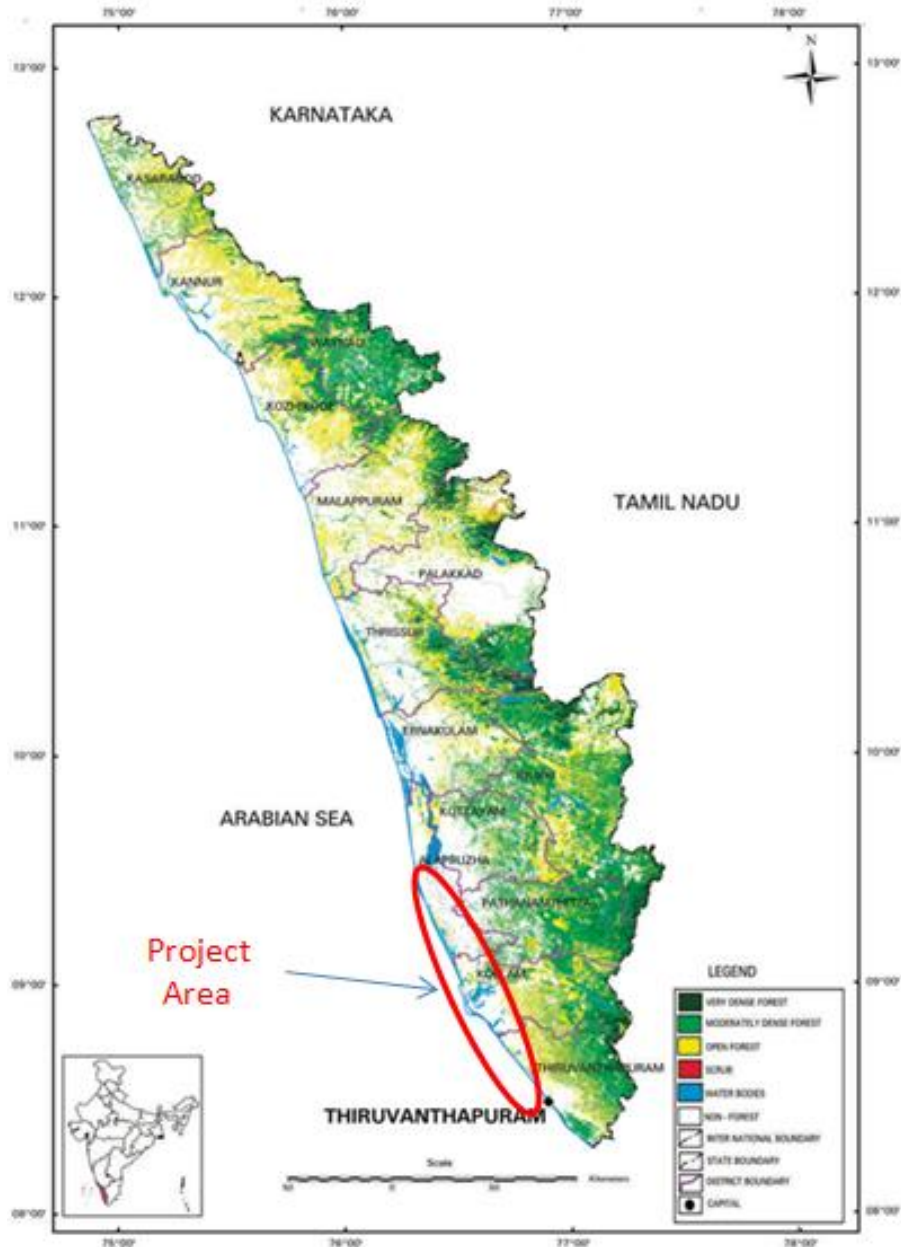 75°00'
76°00'
77°00'
78°00'
N
13°00'
13°00'
KARNATAKA
KASARAGOD
KANNUR
12°00'
12°00'
KOZHIKODE
MALAPPURAM
TAMIL NADU
11°00'
11°00'
PALAKKAD
THRISSUR
ERNAKULAM
10°00'
10°00'
IDUKKI
KOTTAYAM
ARABIAN SEA
ALAPPUZHA
PATHANAMTHITTA
Project
Area
KOLLAM
09°00'
09°00'
LEGEND
VERY DENSE FOREST
MODERATELY DENSE FOREST
OPEN FOREST
SCRUB
WATER BODIES
NON - FOREST
INTER NATIONAL BOUNDARY
STATE BOUNDARY
DISTRICT BOUNDARY
CAPITAL
THIRUVANTHAPURAM
THIRUVANTHAPURAM
Scale
Kilometers
08°00'
08°00'
75°00'
76°00'
77°00'
78°00'